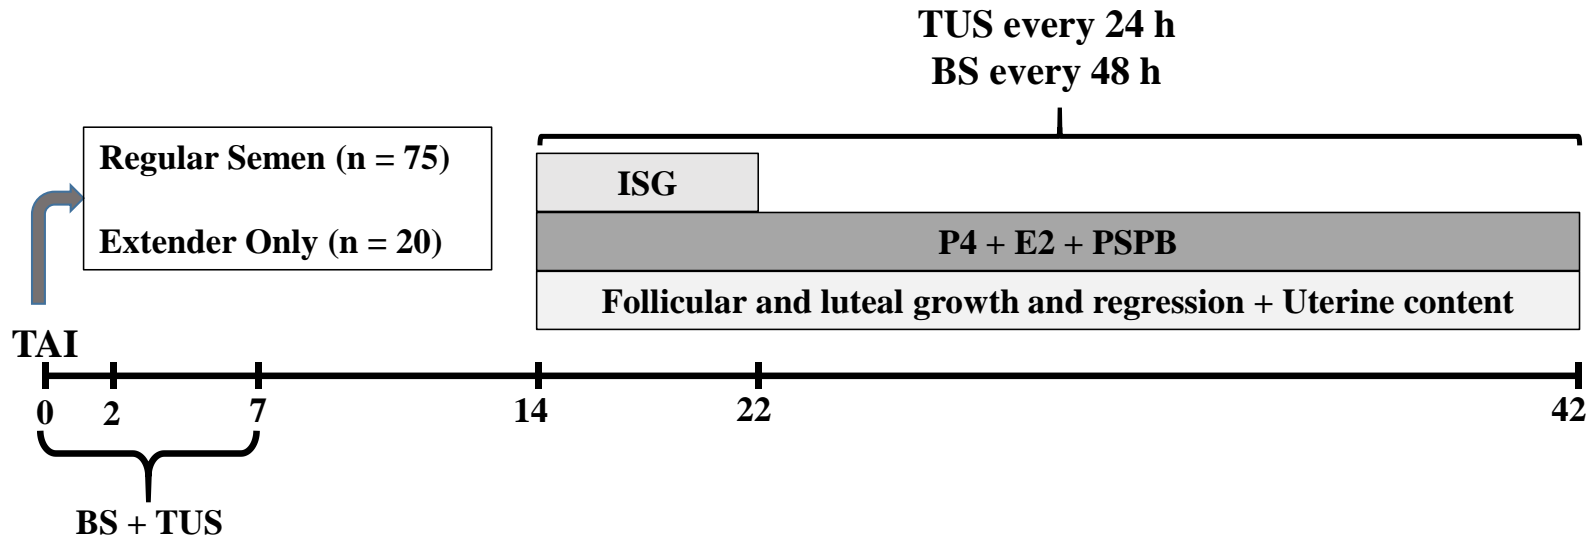 TUS every 24 h
BS every 48 h
Regular Semen (n = 75)
Extender Only (n = 20)
ISG
P4 + E2 + PSPB
Follicular and luteal growth and regression + Uterine content
TAI
0 2 7 14 22 42
BS + TUS